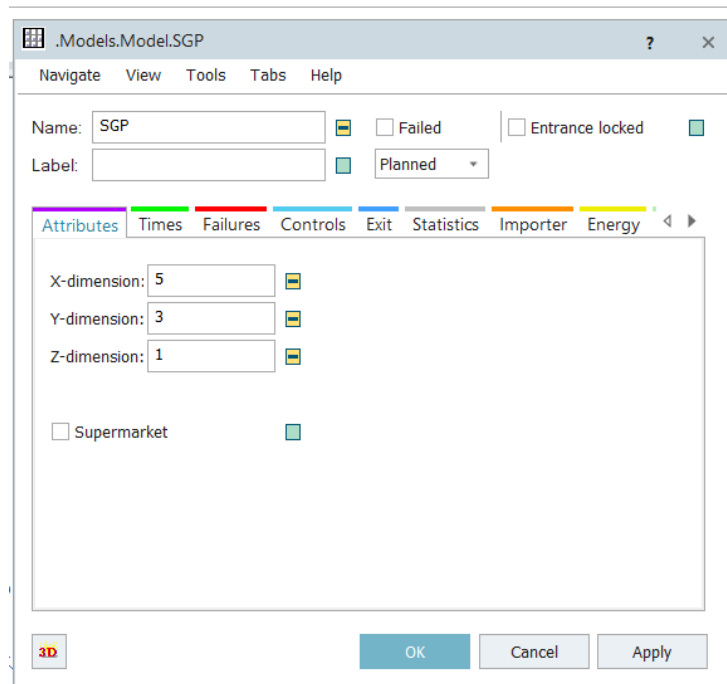 .Models.Model.SGP ?
Navigate View Tools Tabs Help
Name: SGP Failed Entrance locked
Label: Planned
Attributes Times Failures Controls Exit Statistics Importer Energy
X-dimension: 5
Y-dimension: 3
Z-dimension: 1
Supermarket
3D OK Cancel Apply